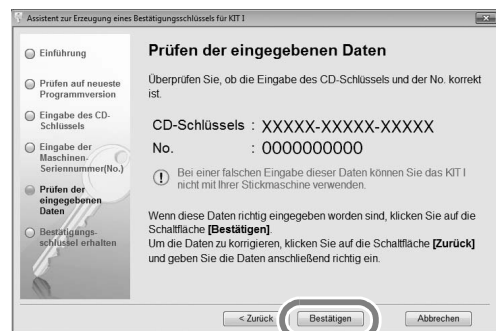 Assistent zur Erzeugung eines Bestätigungsschlüssels für KIT I
Einführung
Prüfen auf neueste
Programmversion
Eingabe des CD-
Schlüssels
Eingabe der
Maschinen-
Seriennummer(No.)
Prüfen der
eingegebenen
Daten
Bestätigungs-
schlüssel erhalten
Prüfen der eingegebenen Daten
Überprüfen Sie, ob die Eingabe des CD-Schlüssels und der No. korrekt
ist.
CD-Schlüssels : XXXXX-XXXXX-XXXXX
No. : 0000000000
Bei einer falschen Eingabe dieser Daten können Sie das KIT I
nicht mit Ihrer Stickmaschine verwenden.
Wenn diese Daten richtig eingegeben worden sind, klicken Sie auf die
Schaltfläche [Bestätigen].
Um die Daten zu korrigieren, klicken Sie auf die Schaltfläche [Zurück]
und geben Sie die Daten anschließend richtig ein.
< Zurück Bestätigen Abbrechen